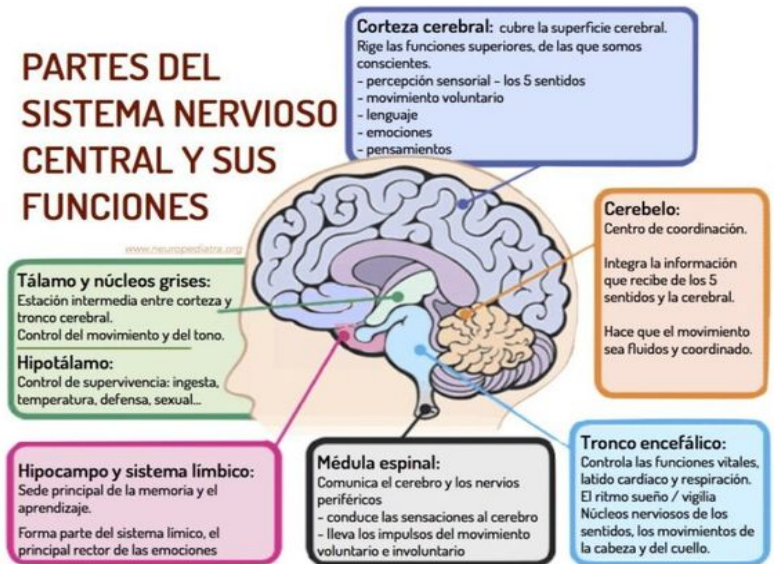 PARTES DEL
SISTEMA NERVIOSO
CENTRAL Y SUS
FUNCIONES
www.neuropediatra.org
Corteza cerebral: cubre la superficie cerebral.
Rige las funciones superiores, de las que somos
conscientes.
- percepción sensorial - los 5 sentidos
- movimiento voluntario
- lenguaje
- emociones
- pensamientos
Cerebelo:
Centro de coordinación.
Integra la información
que recibe de los 5
sentidos y la cerebral.
Hace que el movimiento
sea fluidos y coordinado.
Tálamo y núcleos grises:
Estación intermedia entre corteza y
tronco cerebral.
Control del movimiento y del tono.
Hipotálamo:
Control de supervivencia: ingesta,
temperatura, defensa, sexual...
Hipocampo y sistema límbico:
Sede principal de la memoria y el
aprendizaje.
Forma parte del sistema límico, el
principal rector de las emociones
Médula espinal:
Comunica el cerebro y los nervios
periféricos
- conduce las sensaciones al cerebro
- lleva los impulsos del movimiento
voluntario e involuntario
Tronco encefálico:
Controla las funciones vitales,
latido cardíaco y respiración.
El ritmo sueño / vigilia
Núcleos nerviosos de los
sentidos, los movimientos de
la cabeza y del cuello.